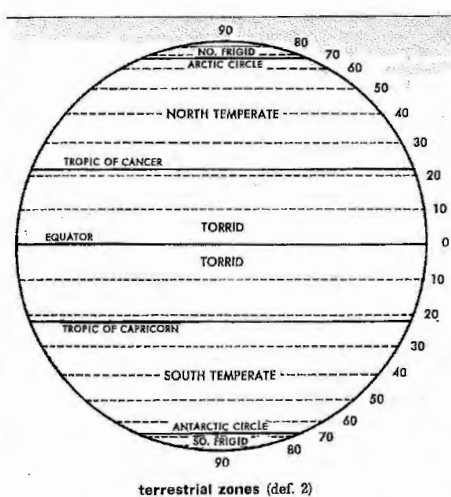 90
80
NO. FRIGID
70
ARCTIC CIRCLE
60
50
NORTH TEMPERATE
40
30
TROPIC OF CANCER
20
10
TORRID
EQUATOR
0
TORRID
10
20
TROPIC OF CAPRICORN
30
SOUTH TEMPERATE
40
50
ANTARCTIC CIRCLE
60
70
SO. FRIGID
80
90
terrestrial zones (def. 2)